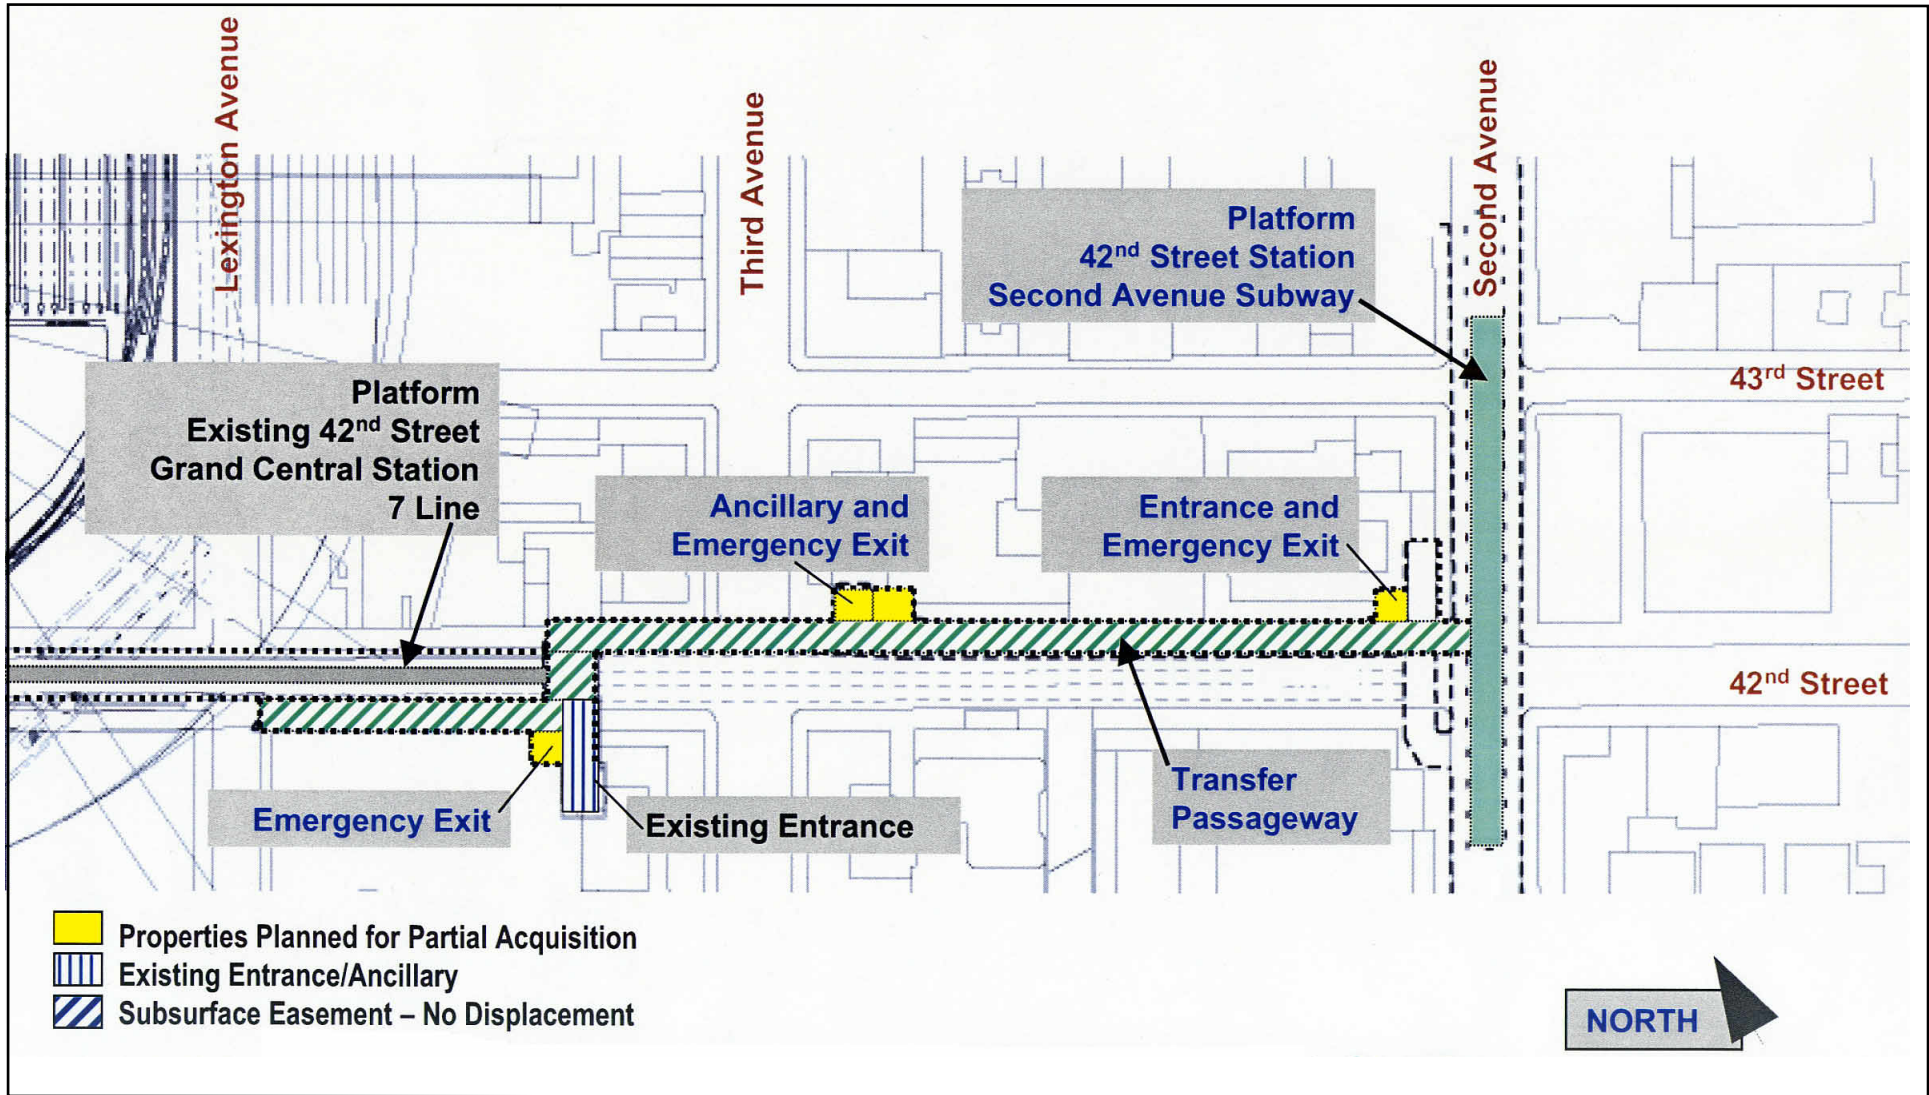 Lexington Avenue
Third Avenue
Second Avenue
Platform
42nd Street Station
Second Avenue Subway
43rd Street
Platform
Existing 42nd Street
Grand Central Station
7 Line
Ancillary and
Emergency Exit
Entrance and
Emergency Exit
42nd Street
Transfer
Passageway
Emergency Exit
Existing Entrance
Properties Planned for Partial Acquisition
Existing Entrance/Ancillary
Subsurface Easement – No Displacement
NORTH